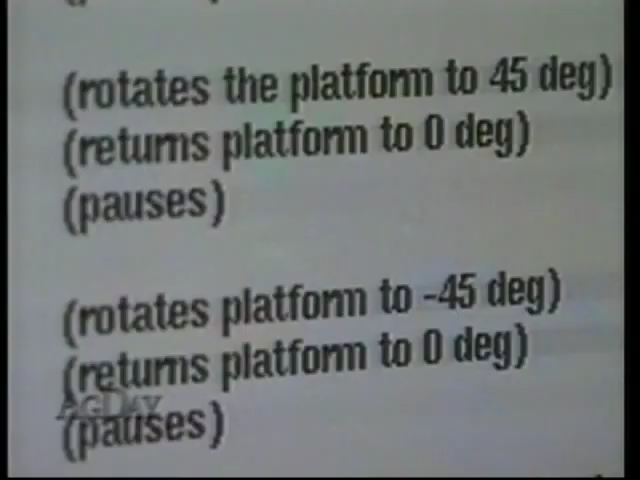 (rotates the platform to 45 deg)
(returns platform to 0 deg)
(pauses)
(rotates platform to -45 deg)
(returns platform to 0 deg)
AGDAY
(pauses)